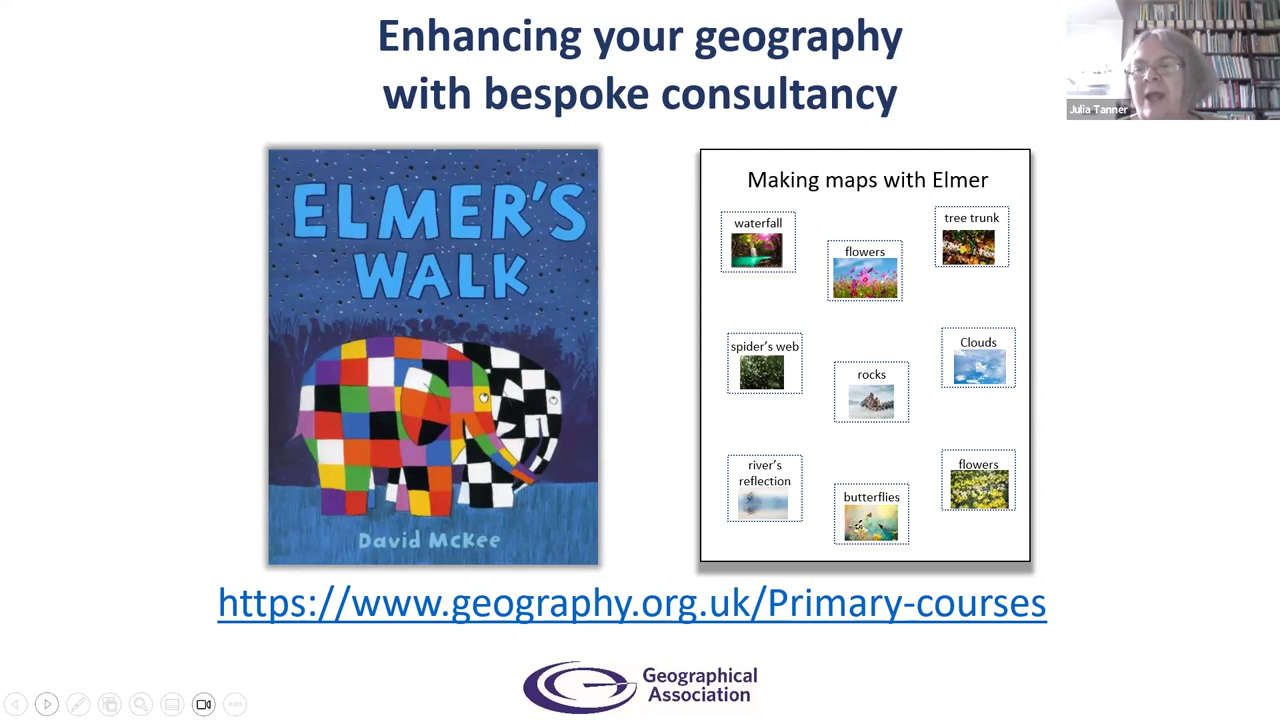 Enhancing your geography
with bespoke consultancy
Julia Tanner
ELMER'S
WALK
David McKee
Making maps with Elmer
waterfall
flowers
tree trunk
spider's web
rocks
Clouds
river's
reflection
butterflies
flowers
https://www.geography.org.uk/Primary-courses
Geographical
Association